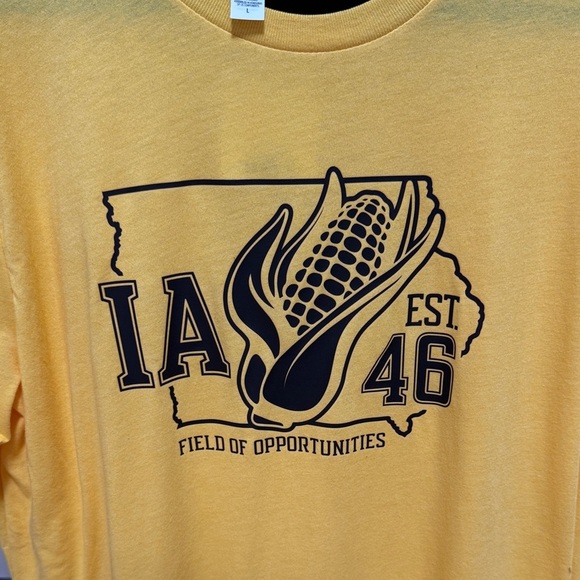 L
IA
EST.
46
FIELD OF OPPORTUNITIES